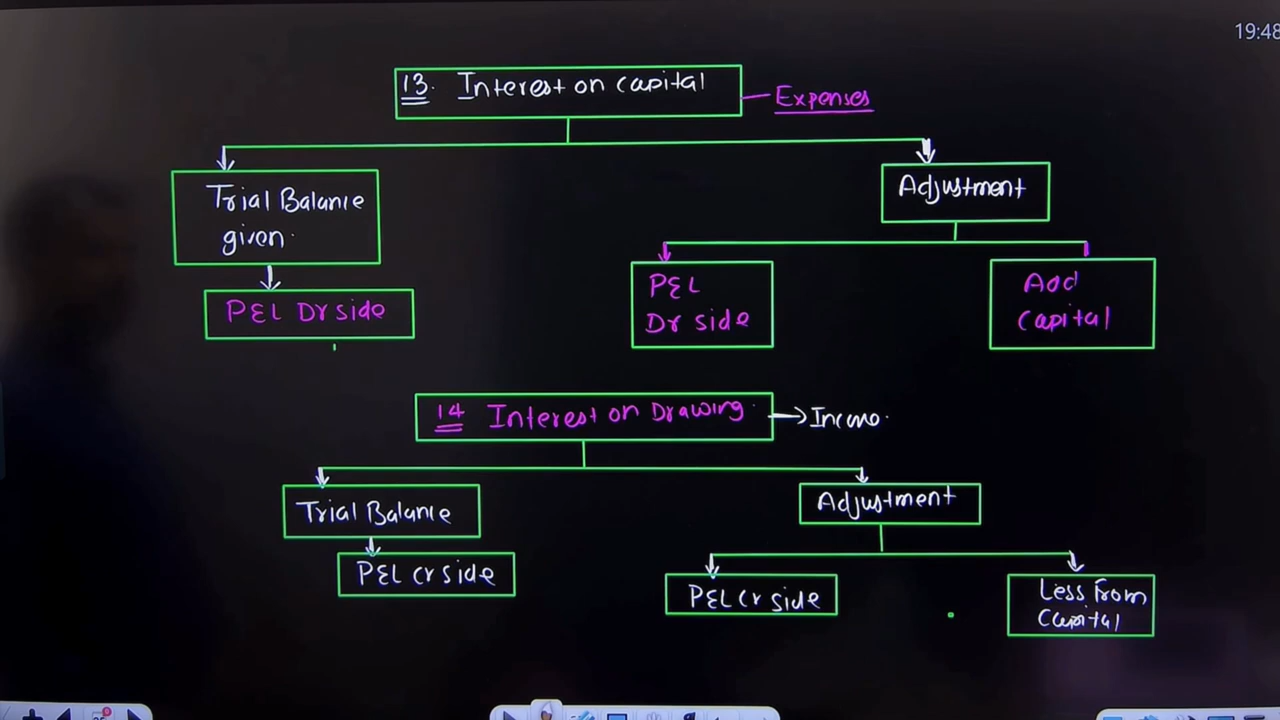 19:48
13. Interest on capital
Expenses
Trial Balance
given.
Adjustment
P&L Dr side
P&L
Dr side
Add
Capital
14 Interest on Drawing
Income
Trial Balance
Adjustment
P&L Cr side
P&L Cr side
Less from
Capital